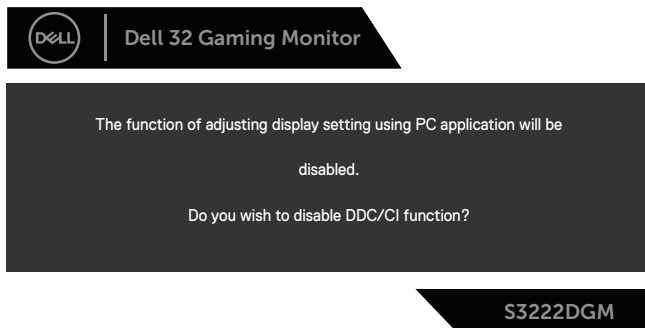 DELL
Dell 32 Gaming Monitor
The function of adjusting display setting using PC application will be
disabled.
Do you wish to disable DDC/CI function?
S3222DGM